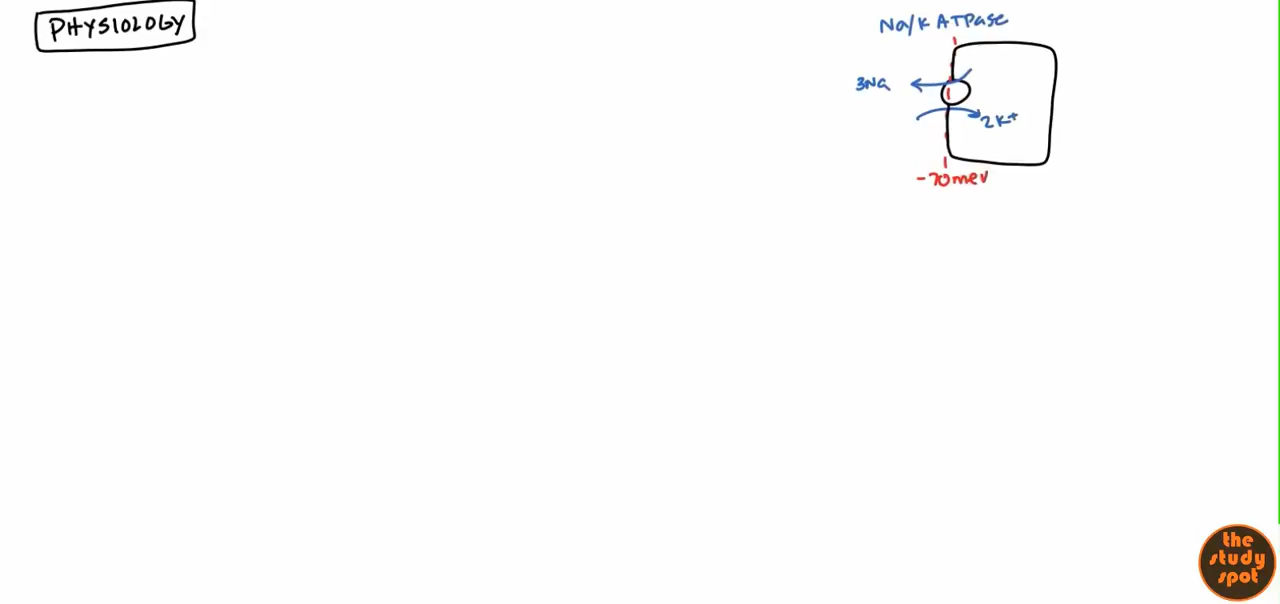 PHYSIOLOGY
Na/K ATPase
3Na
2K+
-70mev
the
study
spot